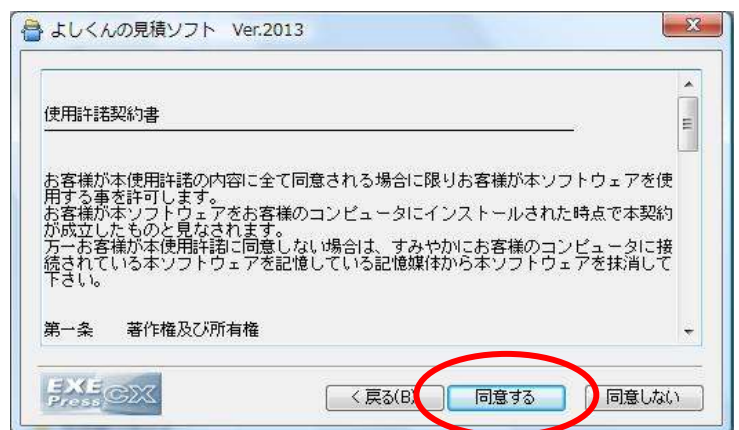 よしくんの見積ソフト Ver.2013
使用許諾契約書
お客様が本使用許諾の内容に全て同意される場合に限りお客様が本ソフトウェアを使
用する事を許可します。
お客様が本ソフトウェアをお客様のコンピュータにインストールされた時点で本契約
が成立したものと見なされます。
万一お客様が本使用許諾に同意しない場合は、すみやかにお客様のコンピュータに接
続されている本ソフトウェアを記憶している記憶媒体から本ソフトウェアを抹消して
下さい。
第一条 著作権及び所有権
EXE Press CX
< 戻る(B) 同意する 同意しない